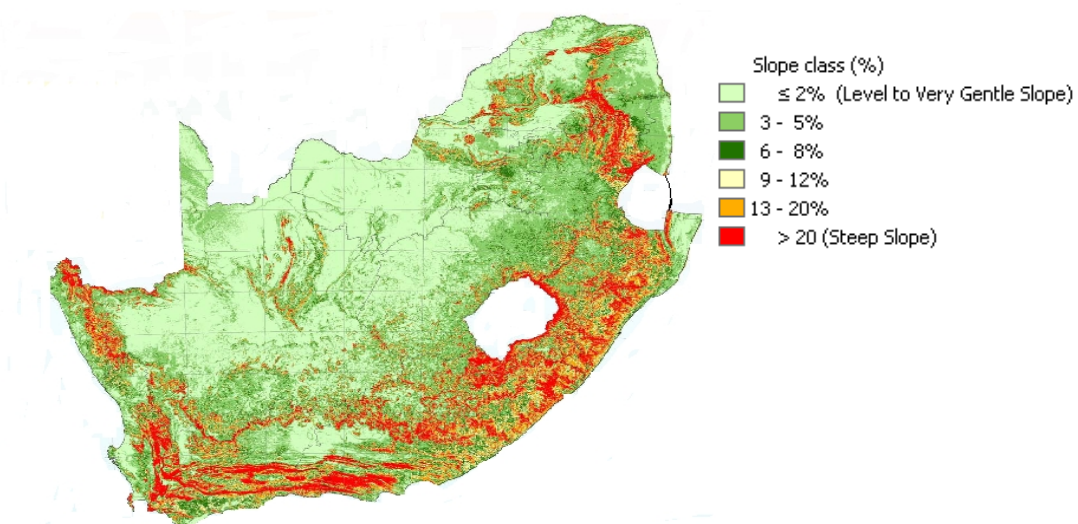 Slope class (%)
≤ 2% (Level to Very Gentle Slope)
3 - 5%
6 - 8%
9 - 12%
13 - 20%
> 20 (Steep Slope)